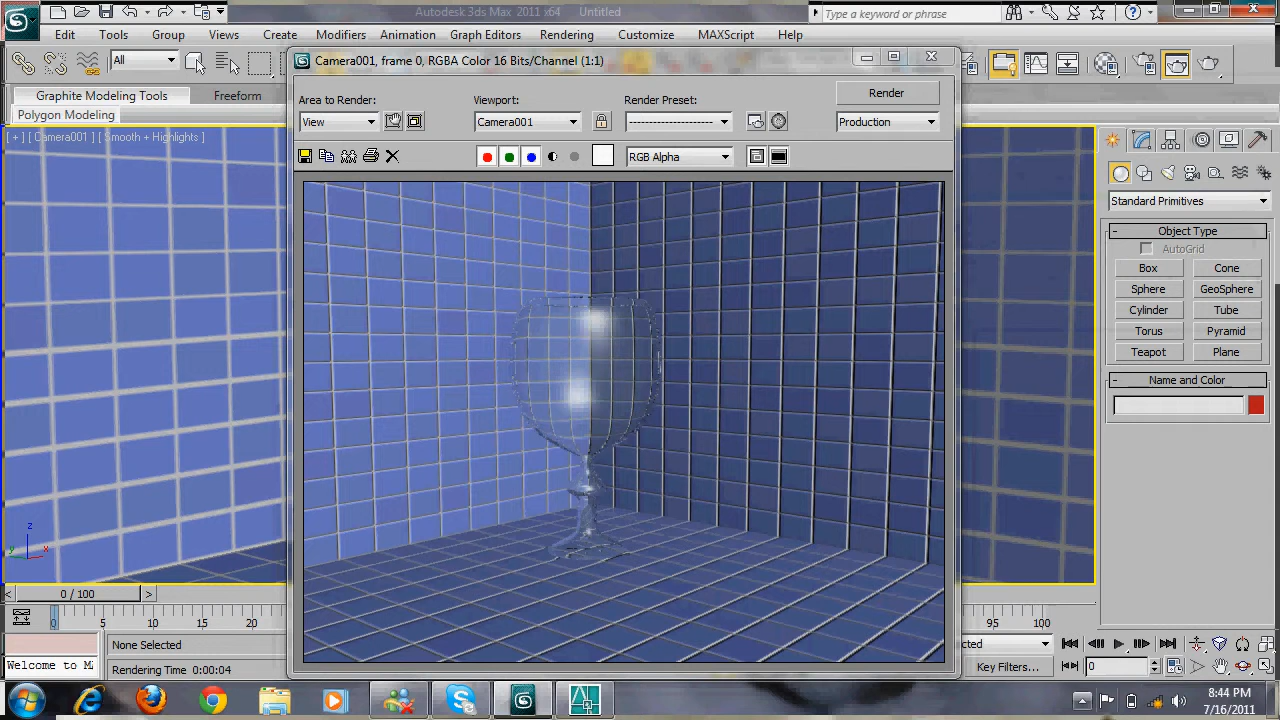 Autodesk 3ds Max 2011 x64 Untitled
Type a keyword or phrase
Edit Tools Group Views Create Modifiers Animation Graph Editors Rendering Customize MAXScript Help
All
Camera001, frame 0, RGBA Color 16 Bits/Channel (1:1)
Graphite Modeling Tools Freeform
Polygon Modeling
Area to Render: Viewport: Render Preset: Render
View Camera001 Production
[ + ] [ Camera001 ] [ Smooth + Highlights ]
RGB Alpha
Standard Primitives
- Object Type
AutoGrid
Box Cone
Sphere GeoSphere
Cylinder Tube
Torus Pyramid
Teapot Plane
- Name and Color
z
y x
< 0 / 100 >
0 5 10 15 20 95 100
None Selected
Welcome to M
Rendering Time 0:00:04
cted
Key Filters... 0
8:44 PM
7/16/2011